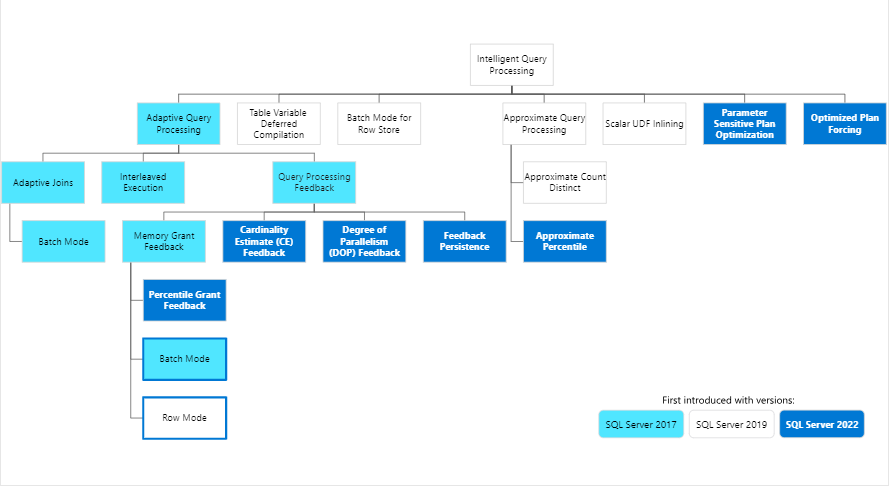 Intelligent Query
Processing
Adaptive Query
Processing
Table Variable
Deferred
Compilation
Batch Mode for
Row Store
Approximate Query
Processing
Scalar UDF Inlining
Parameter
Sensitive Plan
Optimization
Optimized Plan
Forcing
Adaptive Joins
Interleaved
Execution
Query Processing
Feedback
Approximate Count
Distinct
Batch Mode
Memory Grant
Feedback
Cardinality
Estimate (CE)
Feedback
Degree of
Parallelism
(DOP) Feedback
Feedback
Persistence
Approximate
Percentile
Percentile Grant
Feedback
Batch Mode
Row Mode
First introduced with versions:
SQL Server 2017
SQL Server 2019
SQL Server 2022